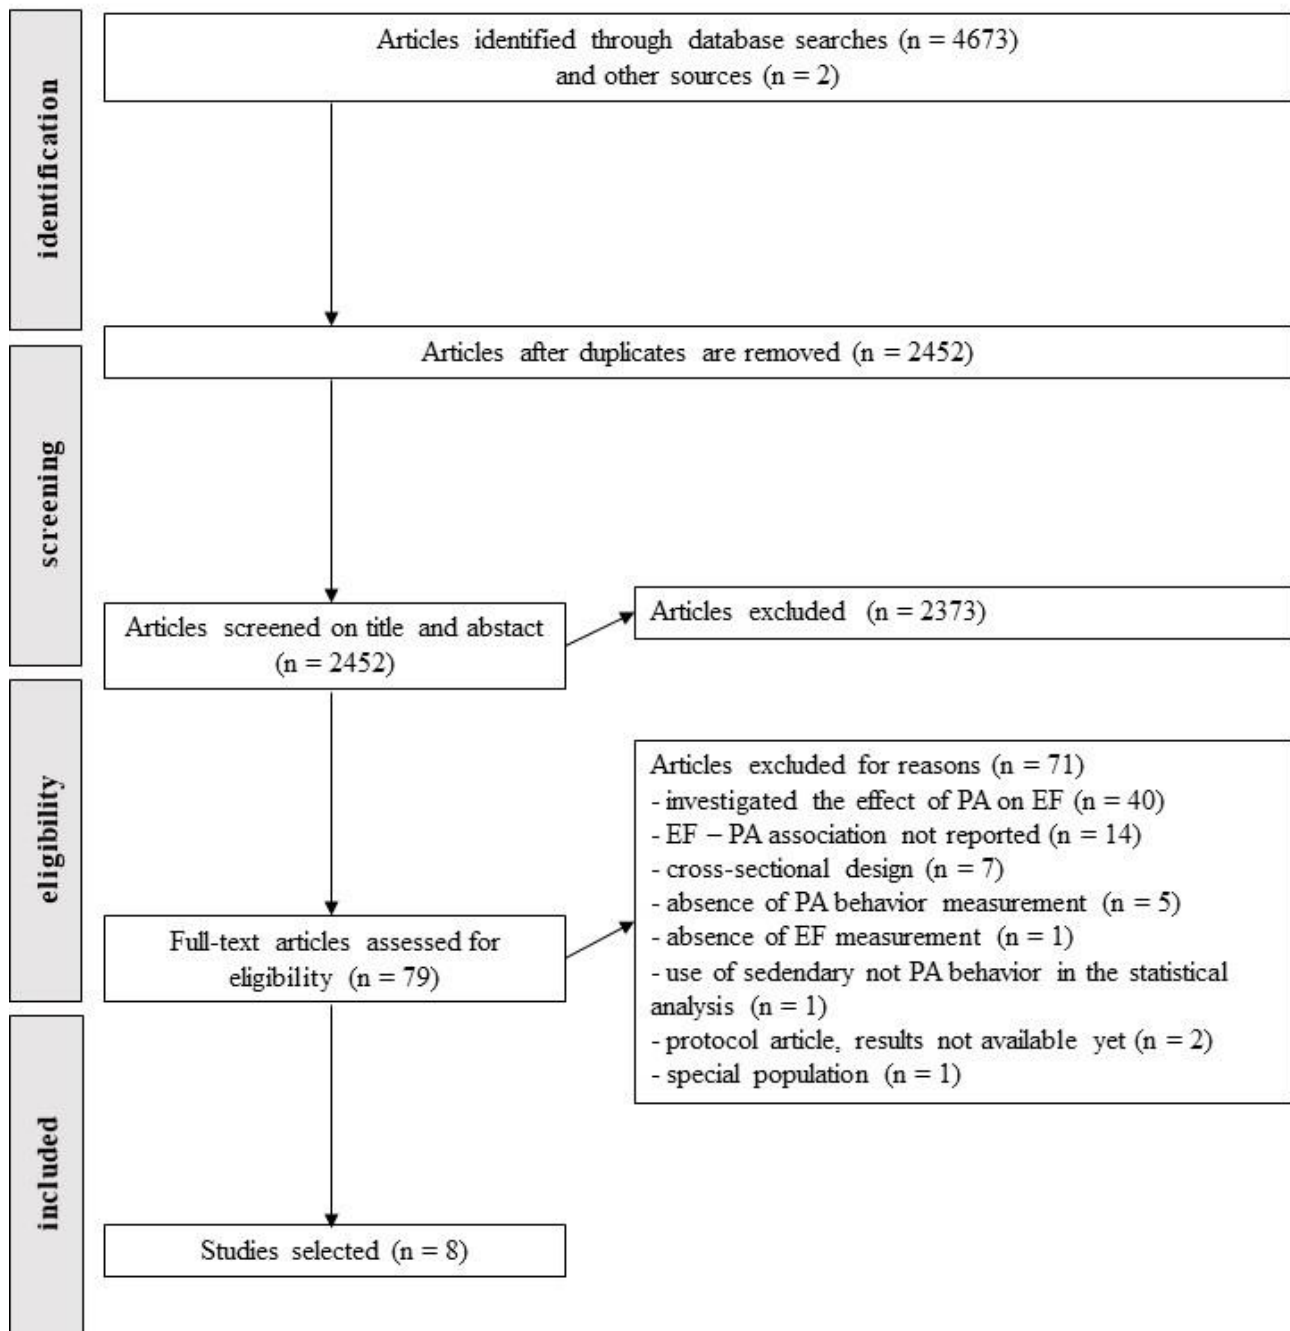 identification
Articles identified through database searches (n = 4673)
and other sources (n = 2)
Articles after duplicates are removed (n = 2452)
screening
Articles screened on title and abstact
(n = 2452)
Articles excluded (n = 2373)
eligibility
Full-text articles assessed for
eligibility (n = 79)
Articles excluded for reasons (n = 71)
- investigated the effect of PA on EF (n = 40)
- EF – PA association not reported (n = 14)
- cross-sectional design (n = 7)
- absence of PA behavior measurement (n = 5)
- absence of EF measurement (n = 1)
- use of sedendary not PA behavior in the statistical
analysis (n = 1)
- protocol article, results not available yet (n = 2)
- special population (n = 1)
included
Studies selected (n = 8)